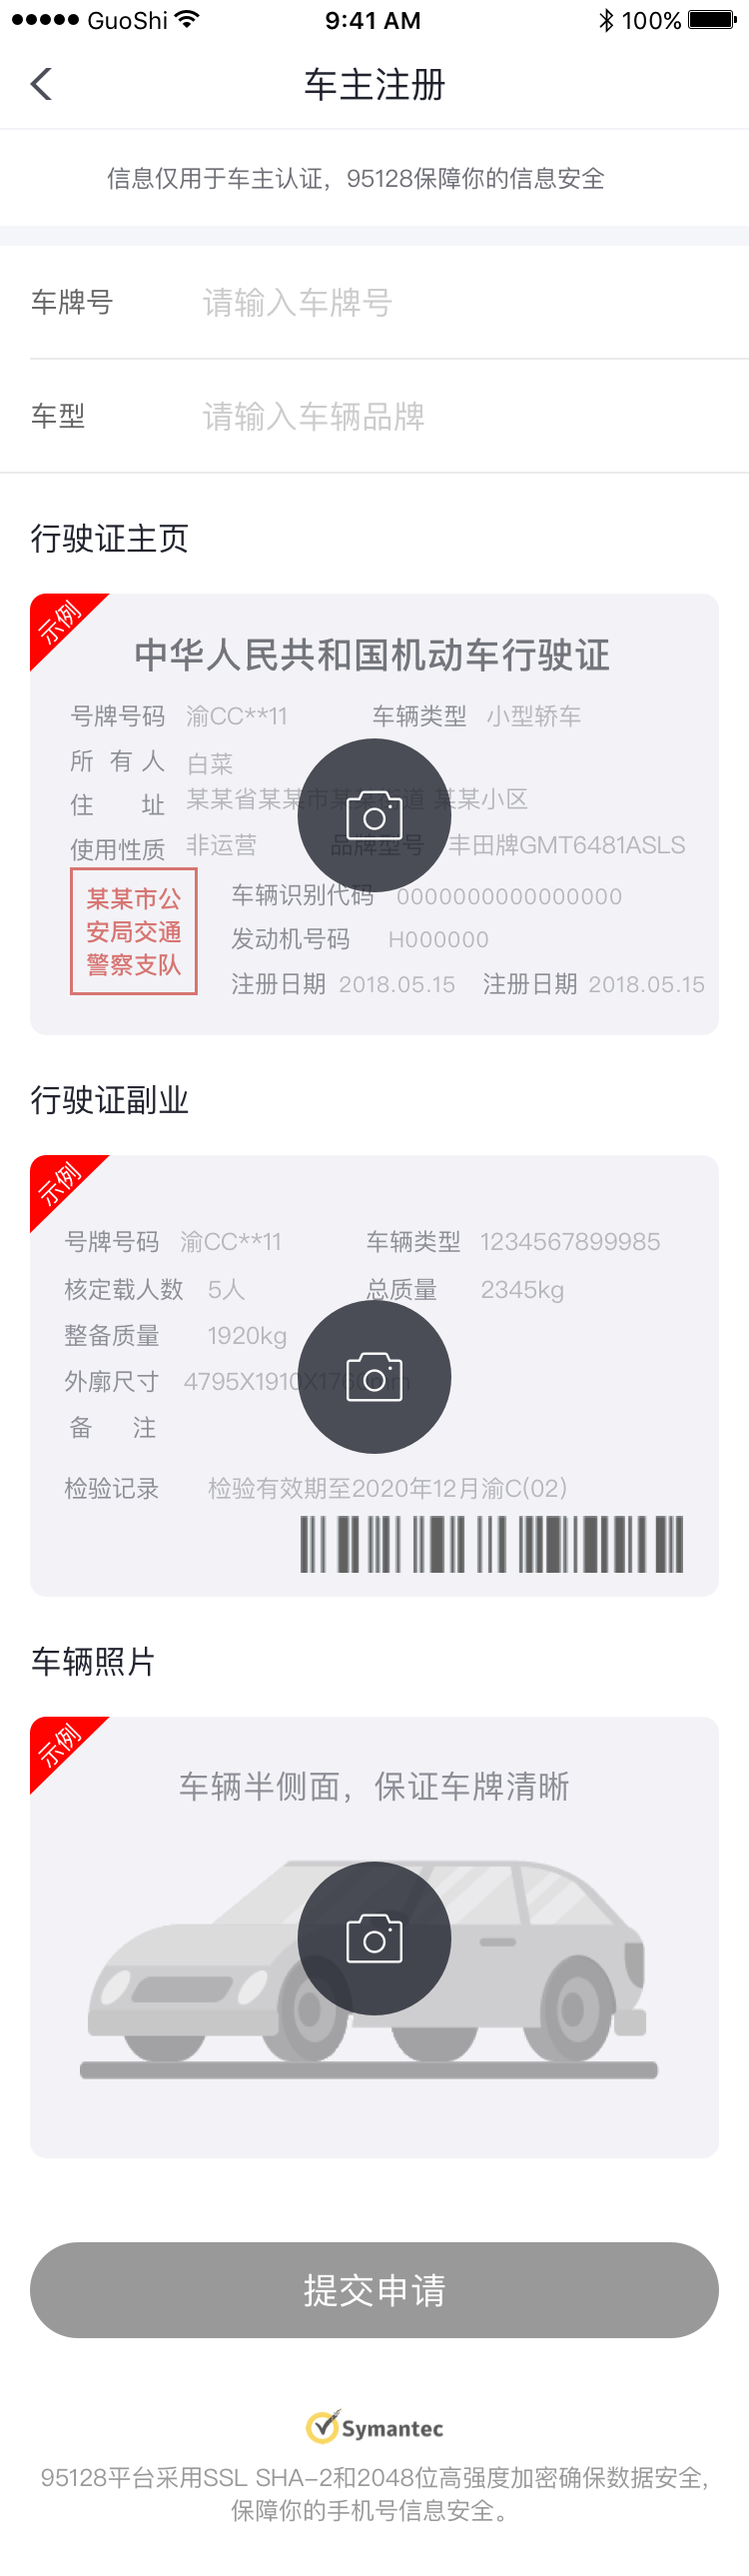 GuoShi 9:41 AM 100%
车主注册
信息仅用于车主认证，95128保障你的信息安全
车牌号 请输入车牌号
车型 请输入车辆品牌
行驶证主页
示例
中华人民共和国机动车行驶证
号牌号码 渝CC**11 车辆类型 小型轿车
所有人 白菜
住址 某某省某某市某某街道 某某小区
使用性质 非运营 品牌型号 丰田牌GMT6481ASLS
某某市公
安局交通
警察支队
车辆识别代码 0000000000000000
发动机号码 H000000
注册日期 2018.05.15 注册日期 2018.05.15
行驶证副业
示例
号牌号码 渝CC**11 车辆类型 1234567899985
核定载人数 5人 总质量 2345kg
整备质量 1920kg
外廓尺寸 4795X1910X1760mm
备注
检验记录 检验有效期至2020年12月渝C(02)
车辆照片
示例
车辆半侧面，保证车牌清晰
提交申请
Symantec
95128平台采用SSL SHA-2和2048位高强度加密确保数据安全,
保障你的手机号信息安全。